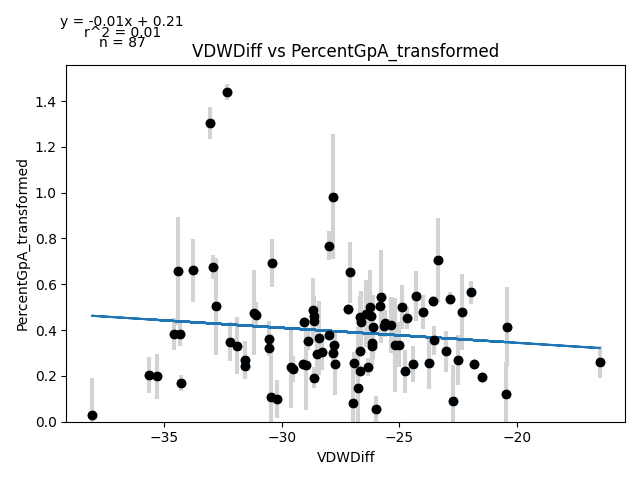 y = -0.01x + 0.21
r^2 = 0.01
n = 87
VDWDiff vs PercentGpA_transformed
PercentGpA_transformed
1.4
1.2
1.0
0.8
0.6
0.4
0.2
0.0
−35
−30
−25
−20
VDWDiff